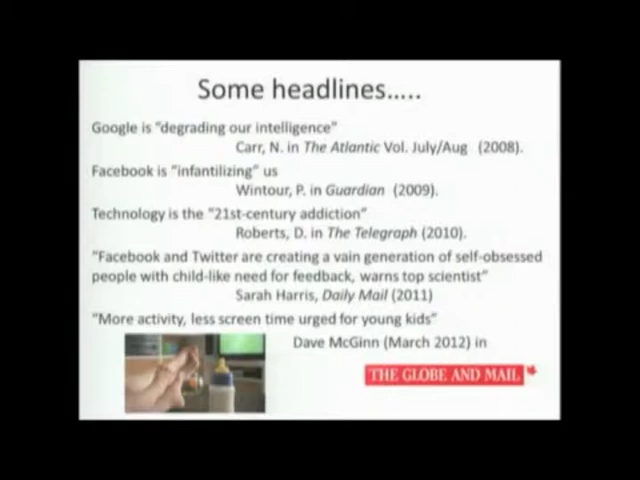 Some headlines…..
Google is "degrading our intelligence"
Carr, N. in The Atlantic Vol. July/Aug (2008).
Facebook is "infantilizing" us
Wintour, P. in Guardian (2009).
Technology is the "21st-century addiction"
Roberts, D. in The Telegraph (2010).
"Facebook and Twitter are creating a vain generation of self-obsessed
people with child-like need for feedback, warns top scientist"
Sarah Harris, Daily Mail (2011)
"More activity, less screen time urged for young kids"
Dave McGinn (March 2012) in
THE GLOBE AND MAIL